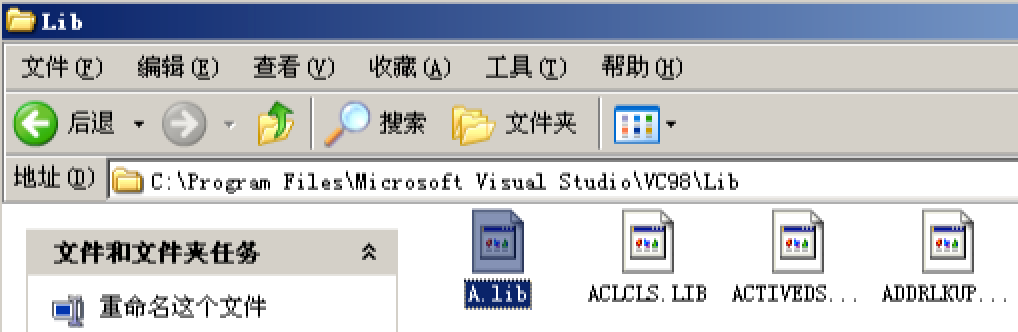 Lib
文件(F) 编辑(E) 查看(V) 收藏(A) 工具(T) 帮助(H)
后退 搜索 文件夹
地址(D) C:\Program Files\Microsoft Visual Studio\VC98\Lib
文件和文件夹任务
重命名这个文件
A.lib ACLCLS.LIB ACTIVEDS... ADDRLKUP...